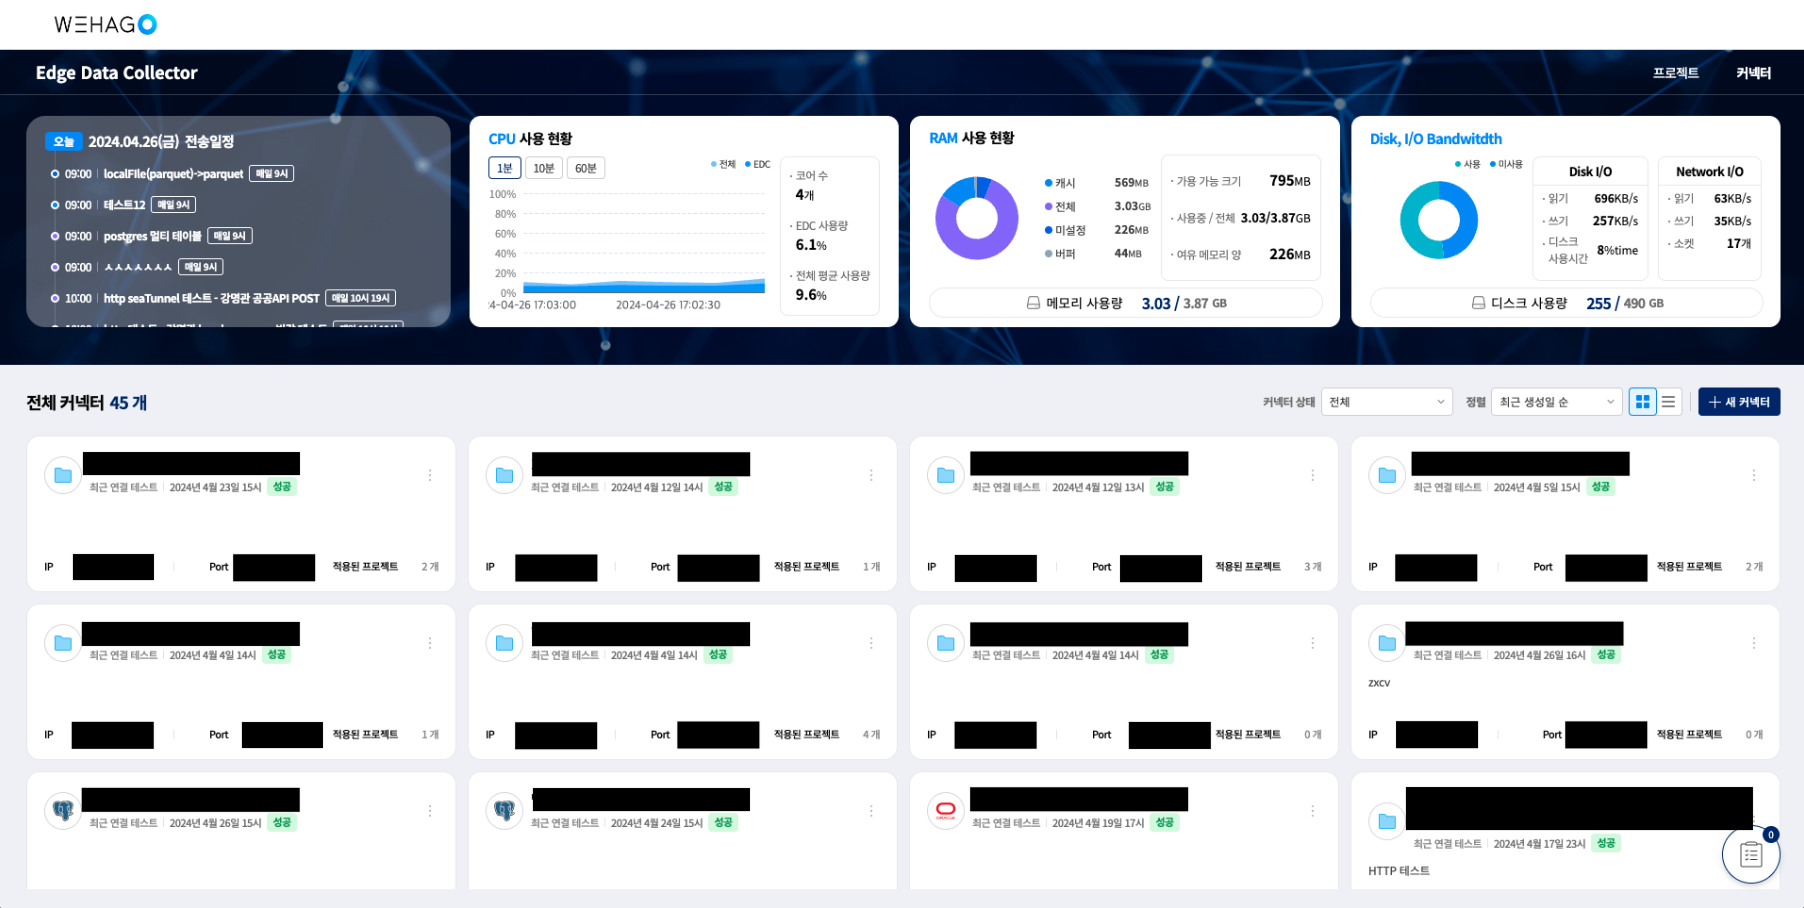 WEHAGO
Edge Data Collector
프로젝트
커넥터
오늘 2024.04.26(금) 전송일정
09:00 localFIle(parquet)->parquet 매일 9시
09:00 테스트12 매일 9시
09:00 postgres 멀티 테이블 매일 9시
09:00 ㅅㅅㅅㅅㅅㅅㅅ 매일 9시
10:00 http seaTunnel 테스트 - 강명관 공공API POST 매일 10시 19시
CPU 사용 현황
1분 10분 60분
전체 EDC
100%
80%
60%
40%
20%
0%
4-04-26 17:03:00 2024-04-26 17:02:30
· 코어 수
4개
· EDC 사용량
6.1%
· 전체 평균 사용량
9.6%
RAM 사용 현황
캐시 569MB
전체 3.03GB
미설정 226MB
버퍼 44MB
· 가용 가능 크기 795MB
· 사용중 / 전체 3.03/3.87GB
· 여유 메모리 양 226MB
메모리 사용량 3.03 / 3.87 GB
Disk, I/O Bandwitdth
사용 미사용
Disk I/O
· 읽기 696KB/s
· 쓰기 257KB/s
· 디스크 사용시간 8%time
Network I/O
· 읽기 63KB/s
· 쓰기 35KB/s
· 소켓 17개
디스크 사용량 255 / 490 GB
전체 커넥터 45 개
커넥터 상태 전체 정렬 최근 생성일 순 + 새 커넥터
최근 연결 테스트 2024년 4월 23일 15시 성공
IP Port 적용된 프로젝트 2 개
최근 연결 테스트 2024년 4월 12일 14시 성공
IP Port 적용된 프로젝트 1 개
최근 연결 테스트 2024년 4월 12일 13시 성공
IP Port 적용된 프로젝트 3 개
최근 연결 테스트 2024년 4월 5일 15시 성공
IP Port 적용된 프로젝트 2 개
최근 연결 테스트 2024년 4월 4일 14시 성공
IP Port 적용된 프로젝트 1 개
최근 연결 테스트 2024년 4월 4일 14시 성공
IP Port 적용된 프로젝트 4 개
최근 연결 테스트 2024년 4월 4일 14시 성공
IP Port 적용된 프로젝트 0 개
최근 연결 테스트 2024년 4월 26일 16시 성공
zxcv
IP Port 적용된 프로젝트 0 개
최근 연결 테스트 2024년 4월 26일 15시 성공
최근 연결 테스트 2024년 4월 24일 15시 성공
ORACLE
최근 연결 테스트 2024년 4월 19일 17시 성공
최근 연결 테스트 2024년 4월 17일 23시 성공
HTTP 테스트
0